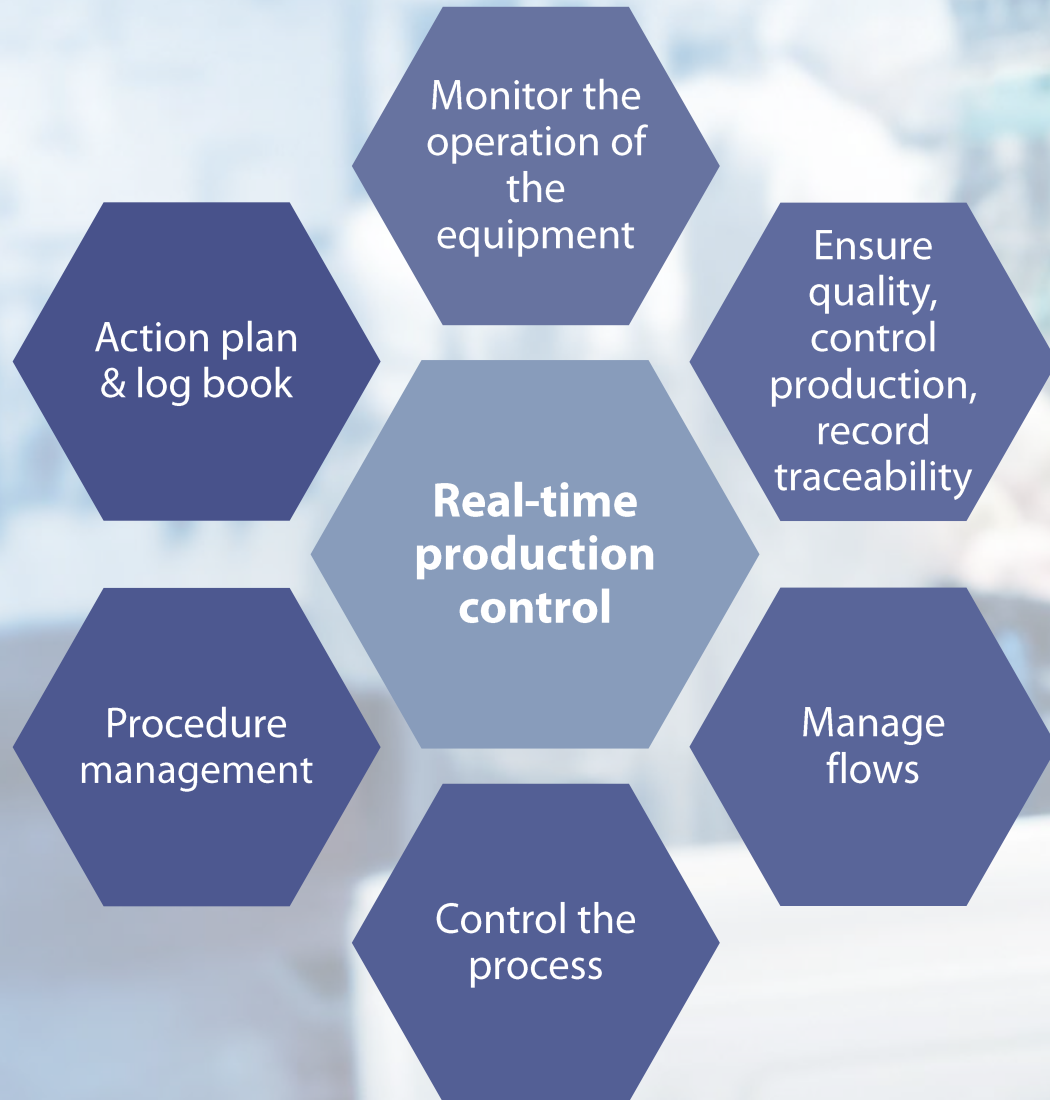 Monitor the
operation of
the
equipment
Ensure
quality,
control
production,
record
traceability
Action plan
& log book
Real-time
production
control
Procedure
management
Manage
flows
Control the
process